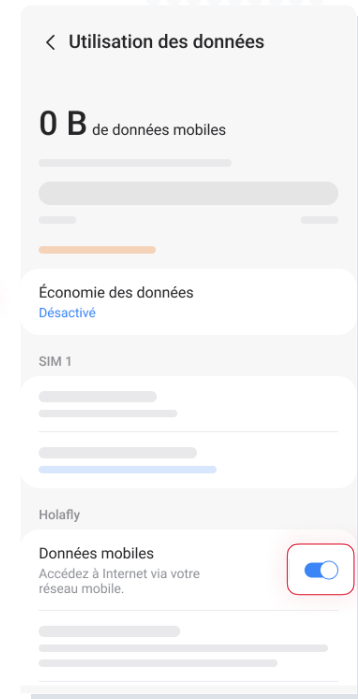 Utilisation des données
0 B de données mobiles
Économie des données
Désactivé
SIM 1
Holafly
Données mobiles
Accédez à Internet via votre
réseau mobile.